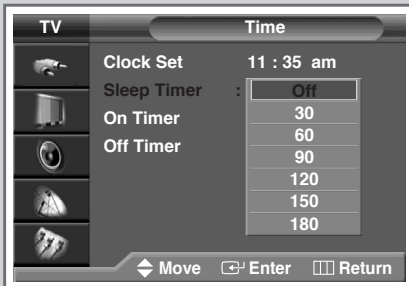 TV Time
Clock Set 11 : 35 am
Sleep Timer : Off
On Timer 30
60
Off Timer
90
120
150
180
Move Enter Return